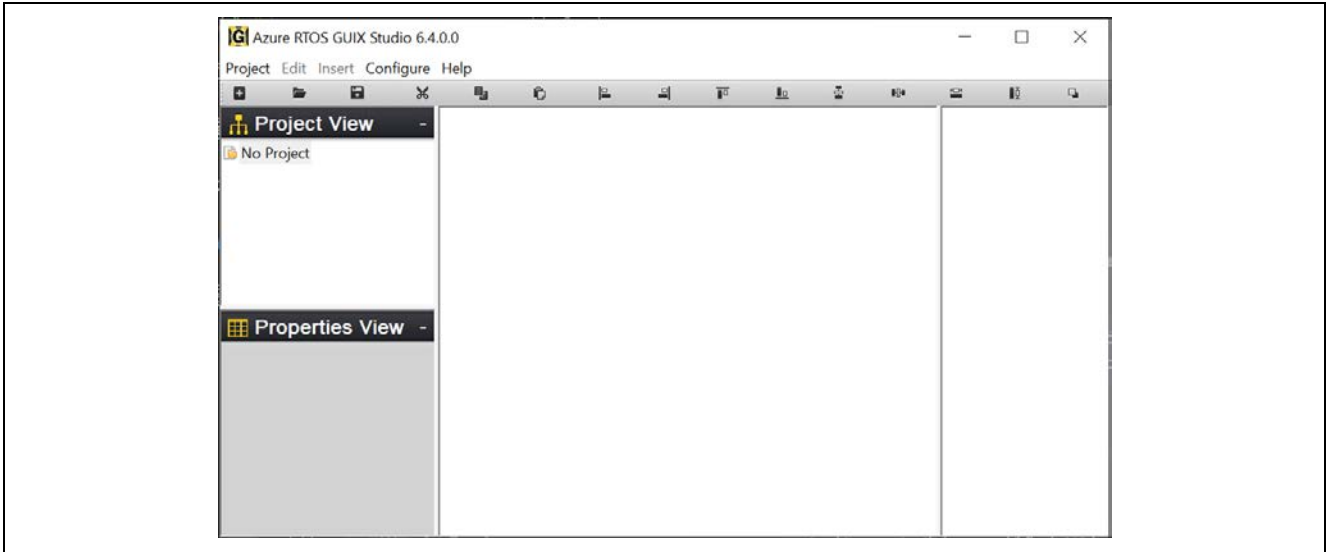 Azure RTOS GUIX Studio 6.4.0.0
Project Edit Insert Configure Help
Project View -
No Project
Properties View -